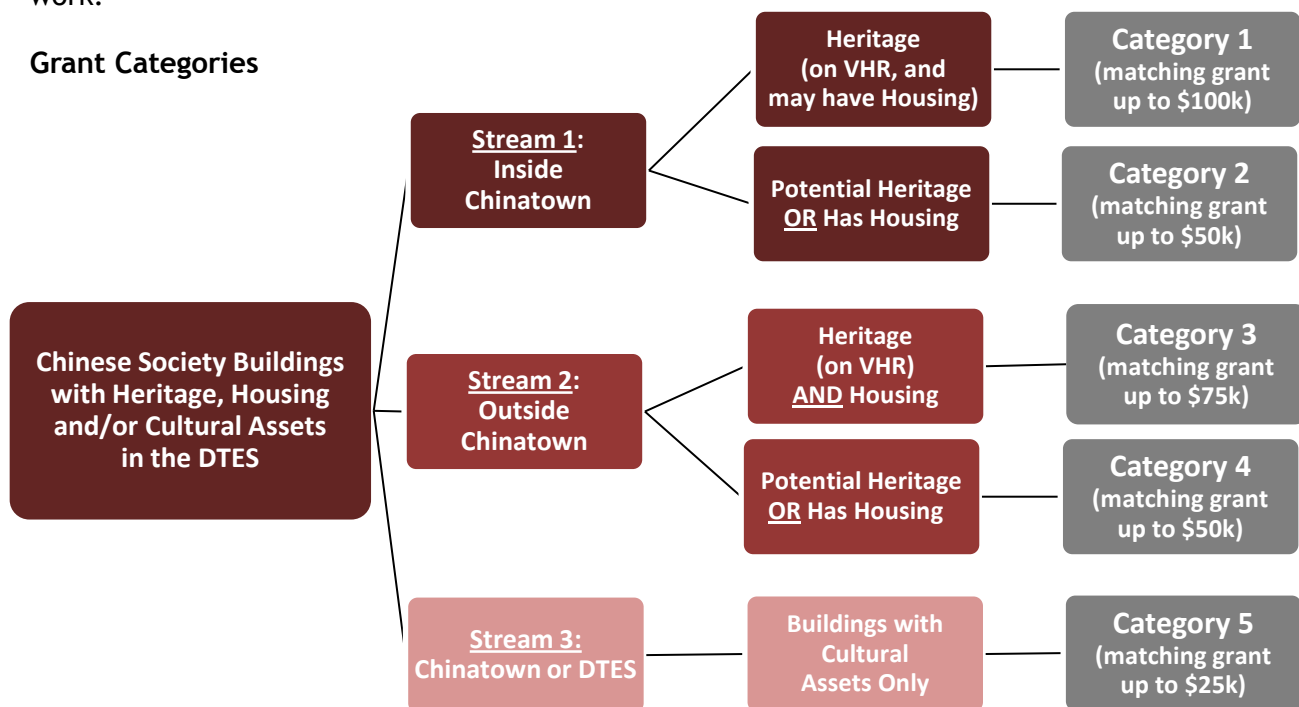 work.
Grant Categories
Chinese Society Buildings
with Heritage, Housing
and/or Cultural Assets
in the DTES
Stream 1:
Inside
Chinatown
Heritage
(on VHR, and
may have Housing)
Category 1
(matching grant
up to $100k)
Potential Heritage
OR Has Housing
Category 2
(matching grant
up to $50k)
Stream 2:
Outside
Chinatown
Heritage
(on VHR)
AND Housing
Category 3
(matching grant
up to $75k)
Potential Heritage
OR Has Housing
Category 4
(matching grant
up to $50k)
Stream 3:
Chinatown or DTES
Buildings with
Cultural
Assets Only
Category 5
(matching grant
up to $25k)